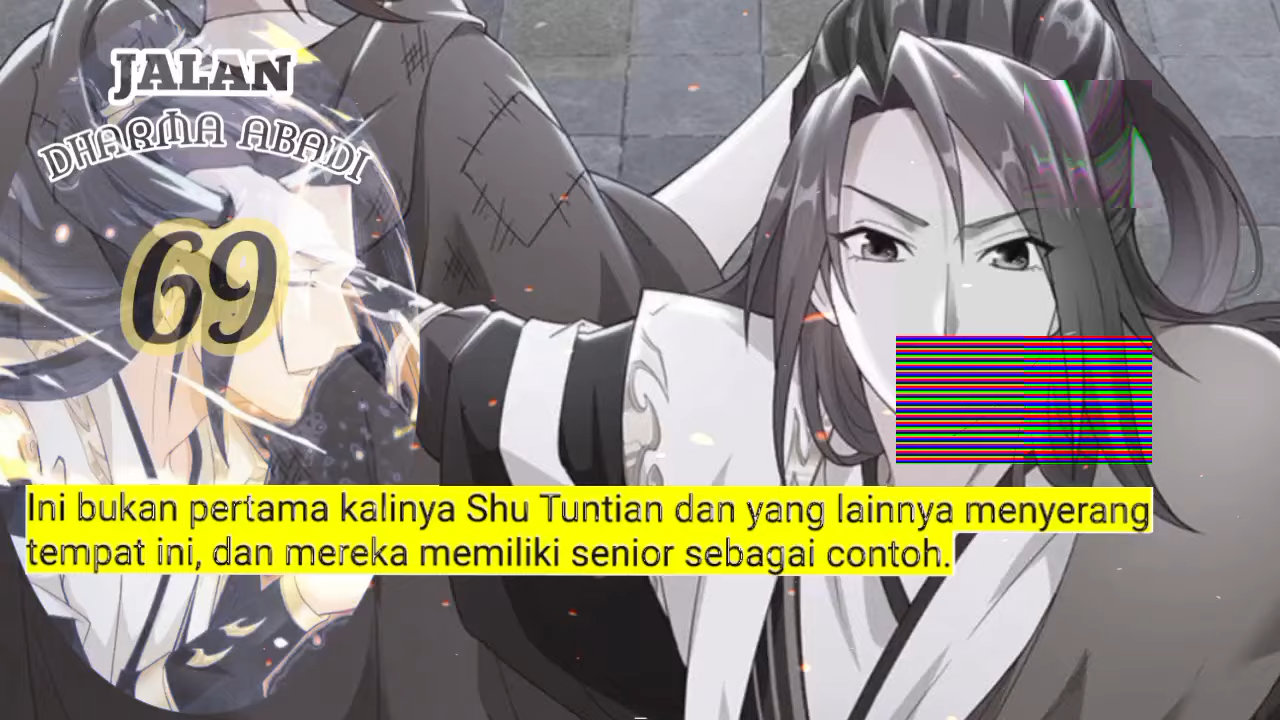 JALAN
DHARMA ABADI
69
Ini bukan pertama kalinya Shu Tuntian dan yang lainnya menyerang
tempat ini, dan mereka memiliki senior sebagai contoh.